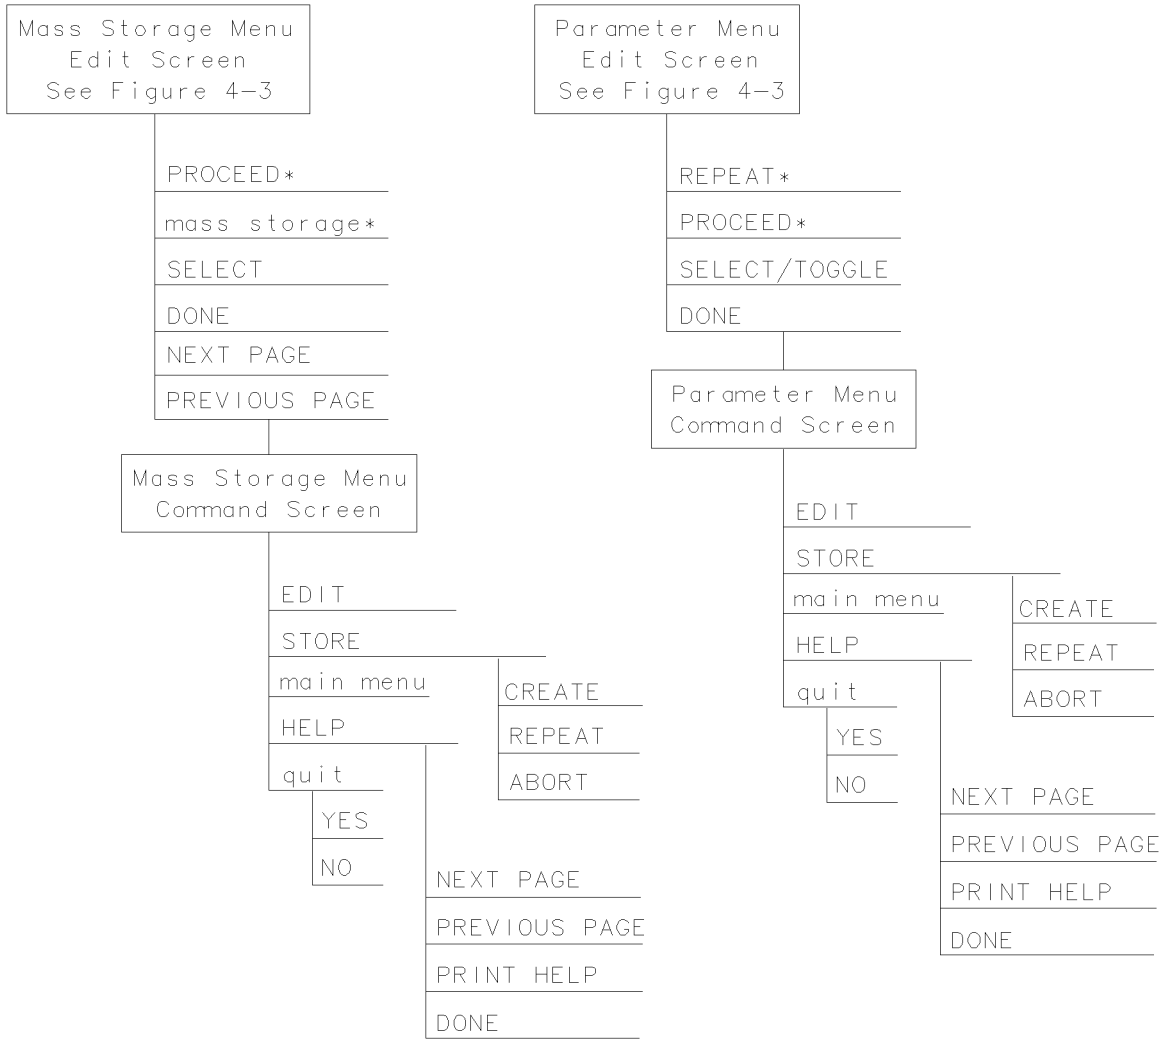 Mass Storage Menu
Edit Screen
See Figure 4-3
PROCEED*
mass storage*
SELECT
DONE
NEXT PAGE
PREVIOUS PAGE
Mass Storage Menu
Command Screen
EDIT
STORE
main menu
HELP
quit
YES
NO
CREATE
REPEAT
ABORT
NEXT PAGE
PREVIOUS PAGE
PRINT HELP
DONE
Parameter Menu
Edit Screen
See Figure 4-3
REPEAT*
PROCEED*
SELECT/TOGGLE
DONE
Parameter Menu
Command Screen
EDIT
STORE
main menu
HELP
quit
YES
NO
CREATE
REPEAT
ABORT
NEXT PAGE
PREVIOUS PAGE
PRINT HELP
DONE